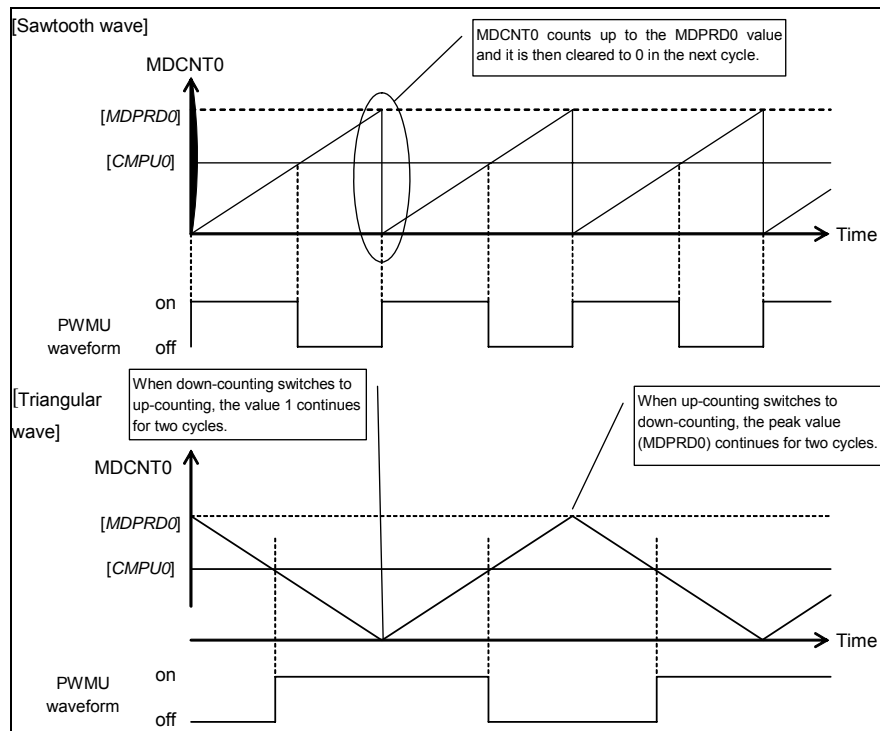 [Sawtooth wave]
MDCNT0 counts up to the MDPRD0 value
and it is then cleared to 0 in the next cycle.
MDCNT0
[MDPRD0]
[CMPU0]
Time
on
PWMU
waveform
off
[Triangular
wave]
When down-counting switches to
up-counting, the value 1 continues
for two cycles.
When up-counting switches to
down-counting, the peak value
(MDPRD0) continues for two cycles.
MDCNT0
[MDPRD0]
[CMPU0]
Time
on
PWMU
waveform
off